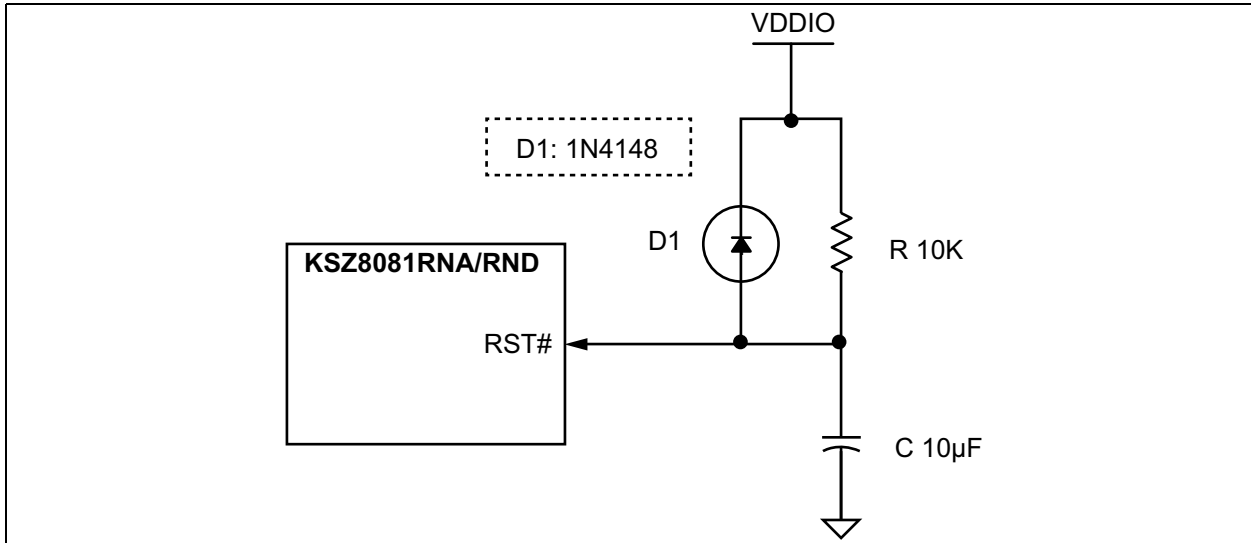 VDDIO
D1: 1N4148
D1
R 10K
KSZ8081RNA/RND
RST#
C 10µF